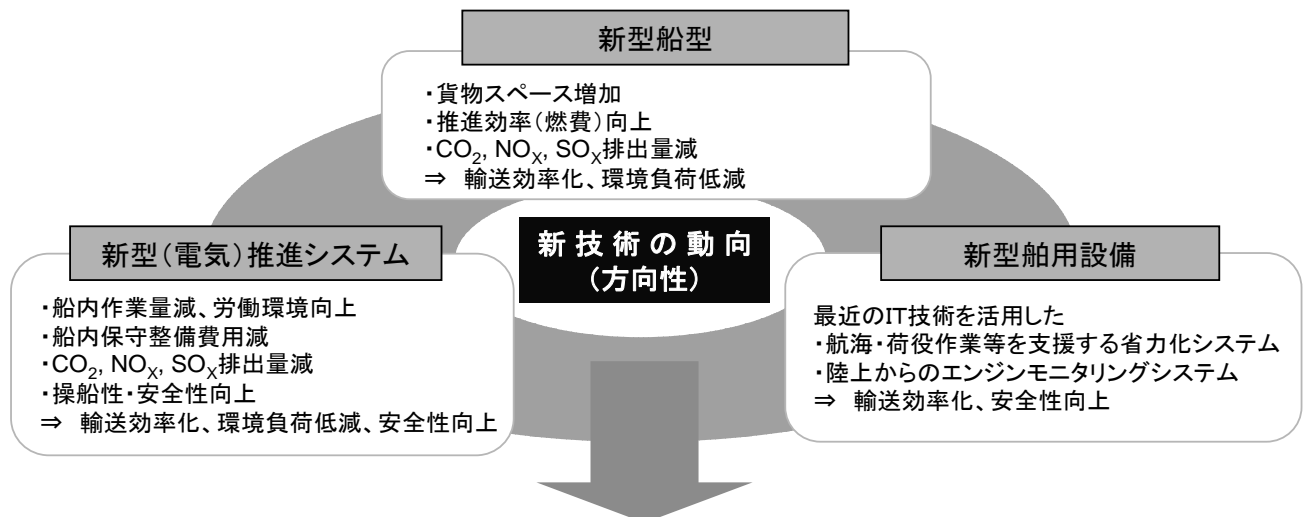 新型船型
・貨物スペース増加
・推進効率(燃費)向上
・CO₂, NOₓ, SOₓ排出量減
⇒ 輸送効率化、環境負荷低減
新技術の動向
(方向性)
新型(電気)推進システム
・船内作業量減、労働環境向上
・船内保守整備費用減
・CO₂, NOₓ, SOₓ排出量減
・操船性・安全性向上
⇒ 輸送効率化、環境負荷低減、安全性向上
新型舶用設備
最近のIT技術を活用した
・航海・荷役作業等を支援する省力化システム
・陸上からのエンジンモニタリングシステム
⇒ 輸送効率化、安全性向上